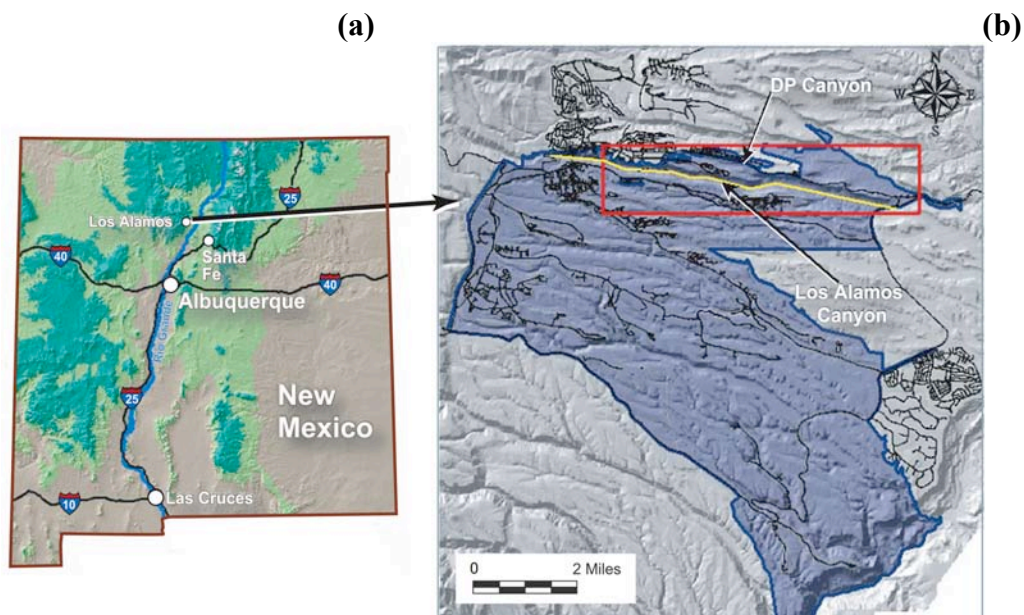 (a)
(b)
N
W
E
S
DP Canyon
25
Los Alamos
40
Santa
Fe
Albuquerque
40
Los Alamos
Canyon
Rio Grande
25
New
Mexico
10
Las Cruces
0
2 Miles